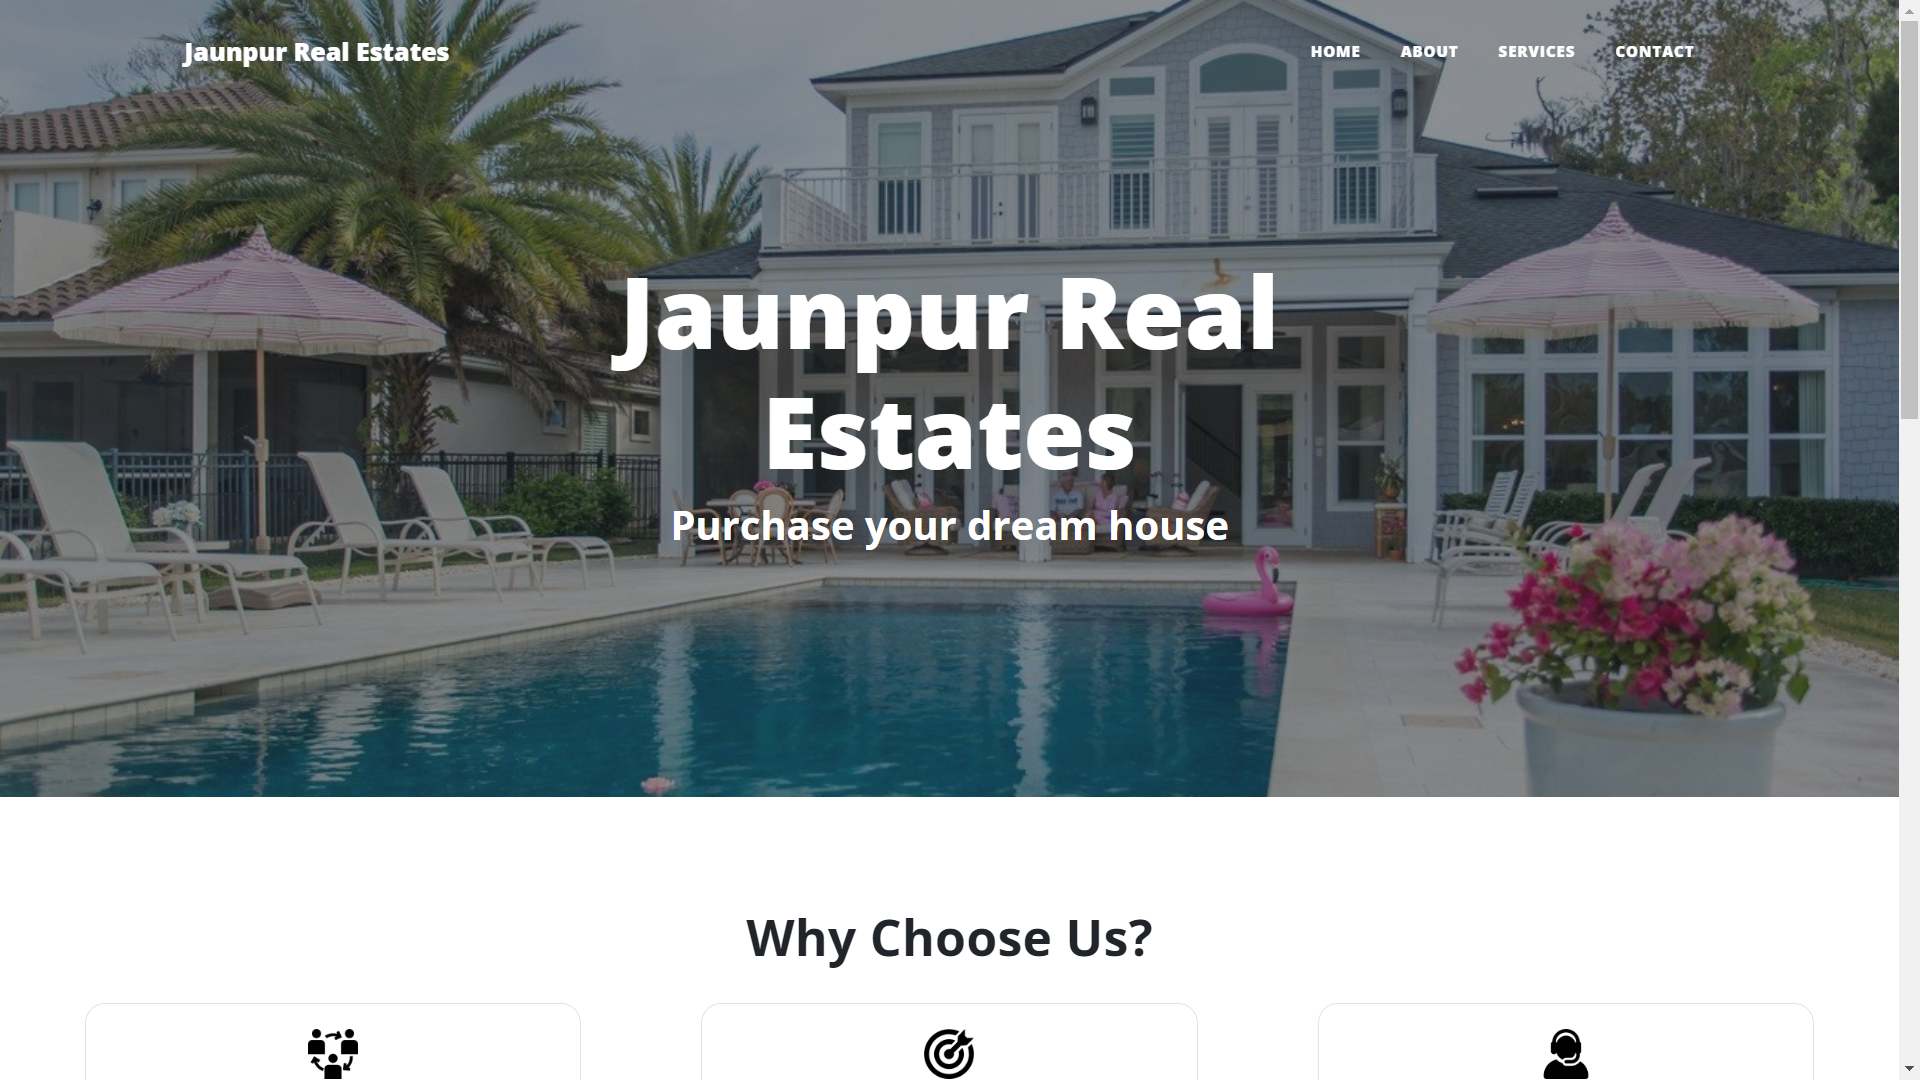 Jaunpur Real Estates
HOME ABOUT SERVICES CONTACT
Jaunpur Real
Estates
Purchase your dream house
Why Choose Us?